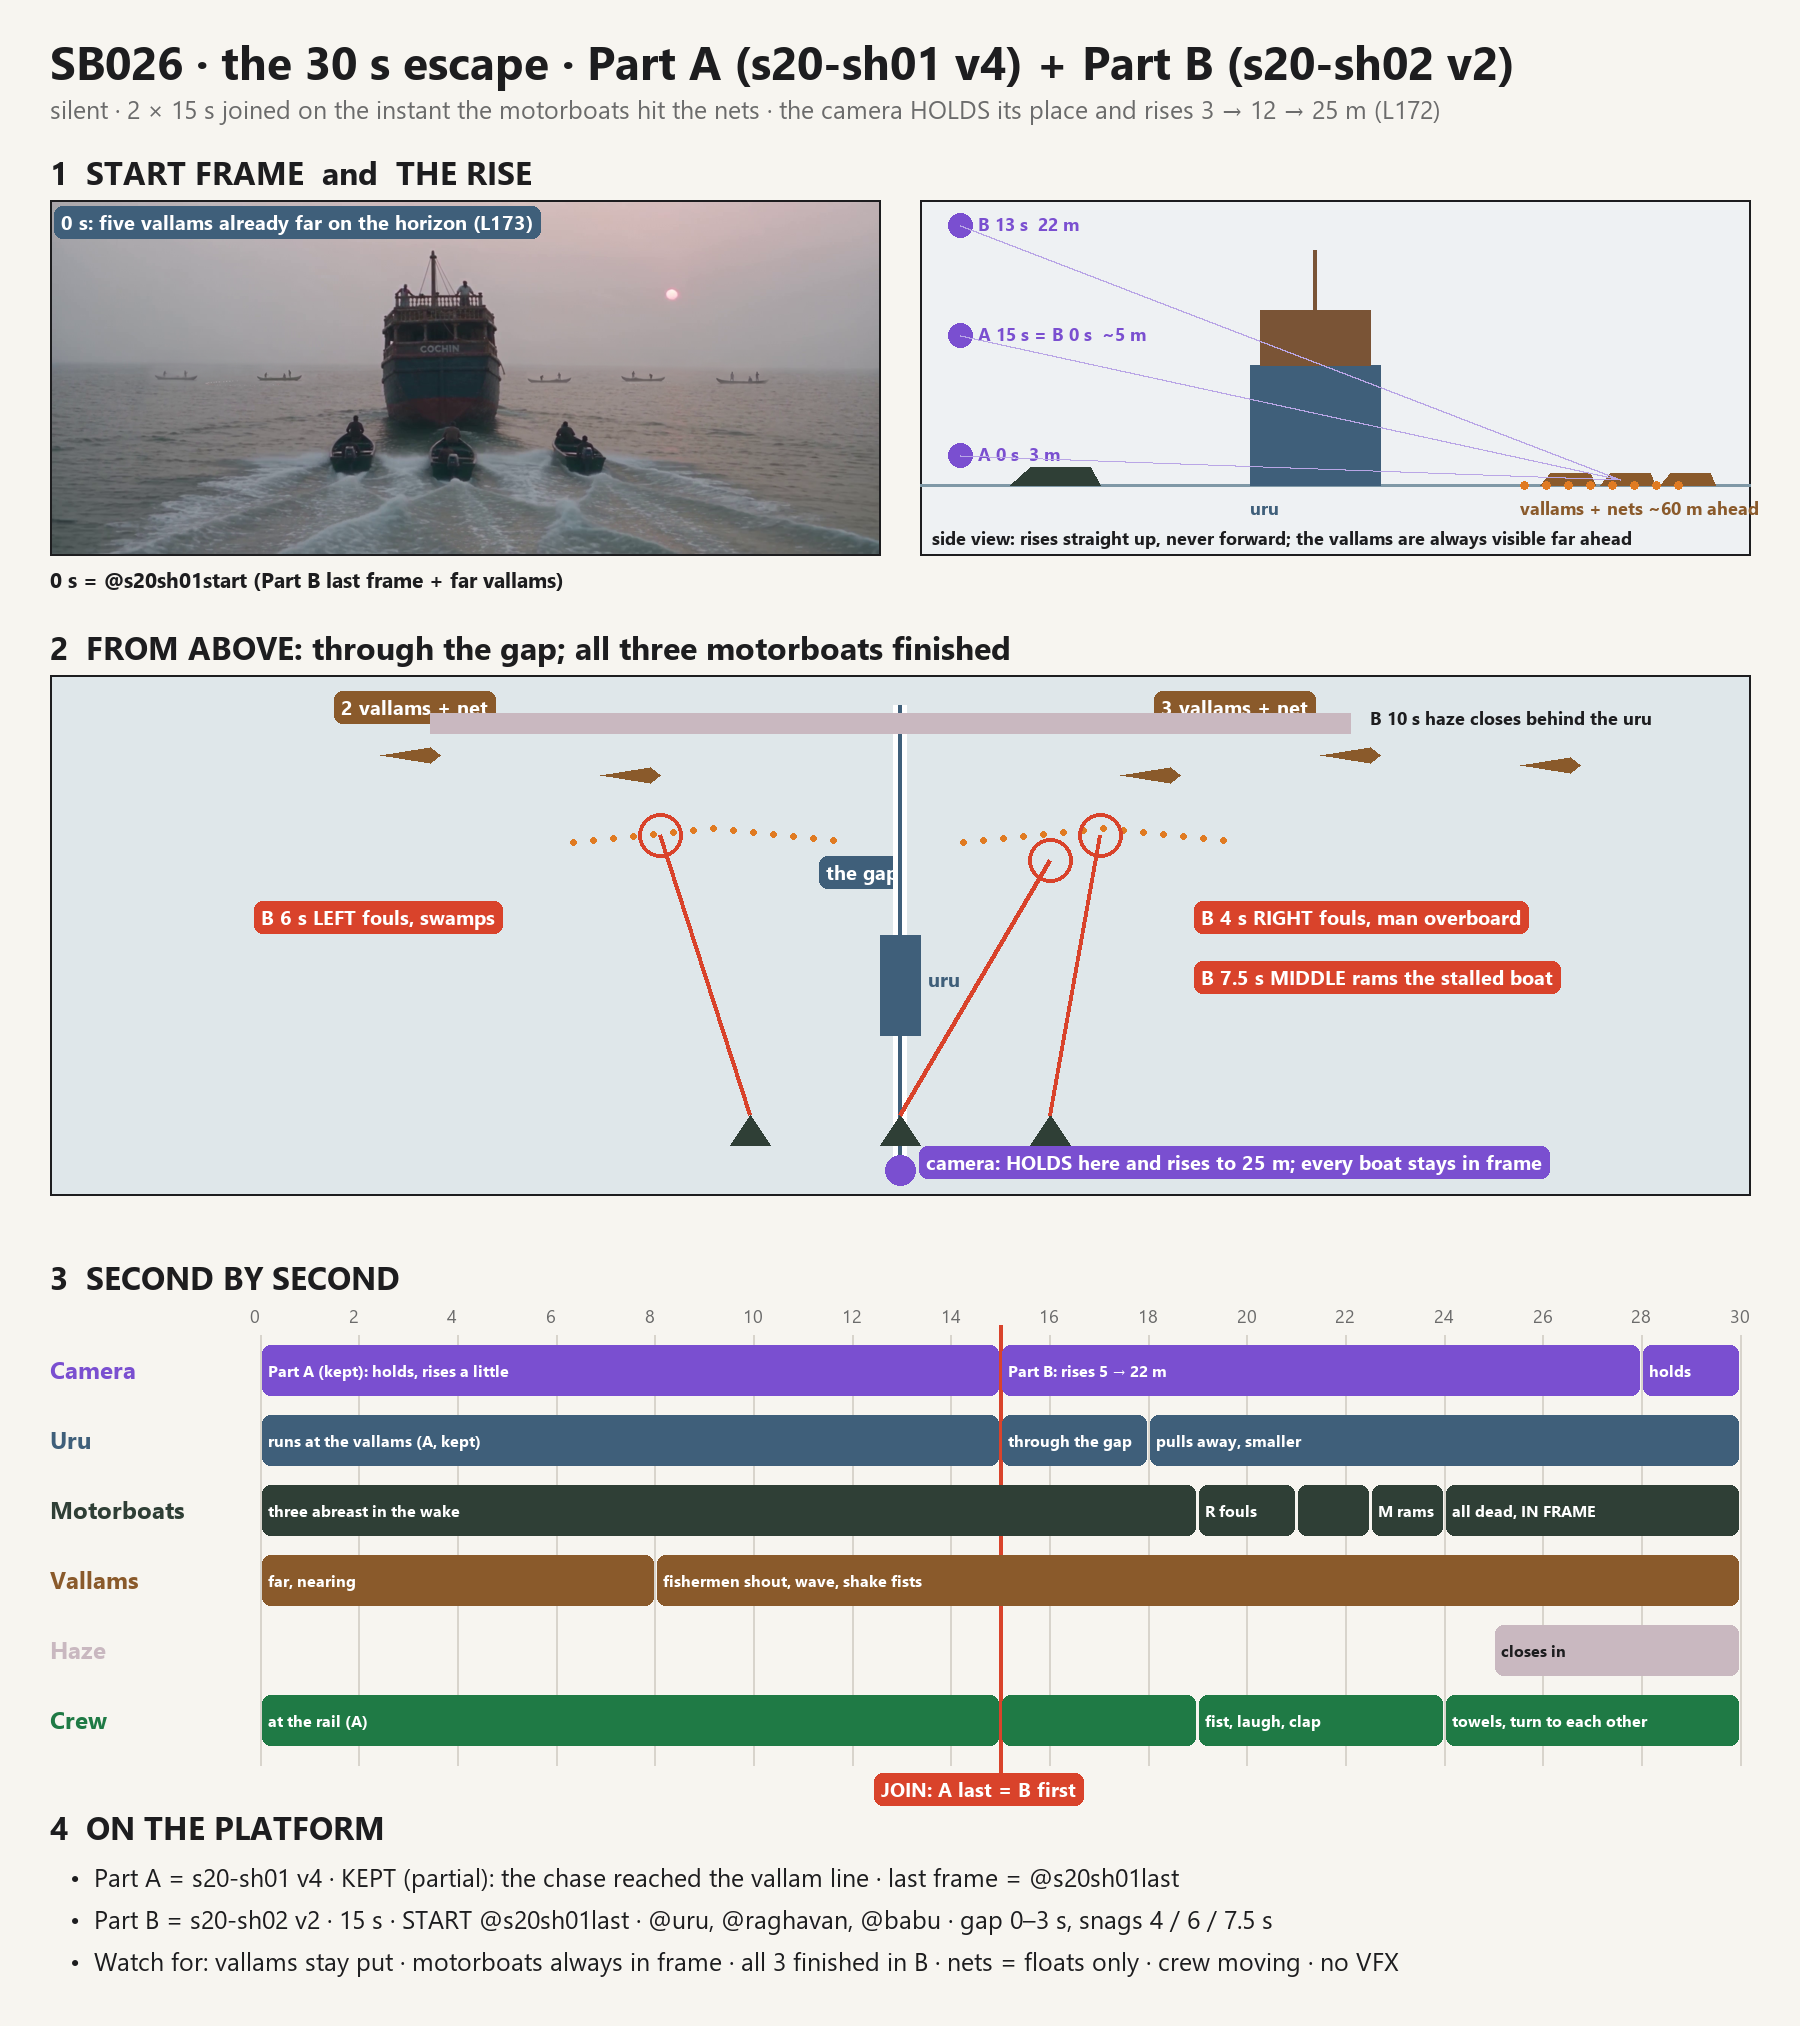 SB026 · the 30 s escape · Part A (s20-sh01 v4) + Part B (s20-sh02 v2)
silent · 2 × 15 s joined on the instant the motorboats hit the nets · the camera HOLDS its place and rises 3 → 12 → 25 m (L172)
1 START FRAME and THE RISE
0 s: five vallams already far on the horizon (L173)
COCHIN
B 13 s 22 m
A 15 s = B 0 s ~5 m
A 0 s 3 m
uru
vallams + nets ~60 m ahead
side view: rises straight up, never forward; the vallams are always visible far ahead
0 s = @s20sh01start (Part B last frame + far vallams)
2 FROM ABOVE: through the gap; all three motorboats finished
2 vallams + net
3 vallams + net
B 10 s haze closes behind the uru
the gap
B 6 s LEFT fouls, swamps
B 4 s RIGHT fouls, man overboard
B 7.5 s MIDDLE rams the stalled boat
uru
camera: HOLDS here and rises to 25 m; every boat stays in frame
3 SECOND BY SECOND
0 2 4 6 8 10 12 14 16 18 20 22 24 26 28 30
Camera
Part A (kept): holds, rises a little
Part B: rises 5 → 22 m
holds
Uru
runs at the vallams (A, kept)
through the gap
pulls away, smaller
Motorboats
three abreast in the wake
R fouls
M rams
all dead, IN FRAME
Vallams
far, nearing
fishermen shout, wave, shake fists
Haze
closes in
Crew
at the rail (A)
fist, laugh, clap
towels, turn to each other
JOIN: A last = B first
4 ON THE PLATFORM
• Part A = s20-sh01 v4 · KEPT (partial): the chase reached the vallam line · last frame = @s20sh01last
• Part B = s20-sh02 v2 · 15 s · START @s20sh01last · @uru, @raghavan, @babu · gap 0–3 s, snags 4 / 6 / 7.5 s
• Watch for: vallams stay put · motorboats always in frame · all 3 finished in B · nets = floats only · crew moving · no VFX